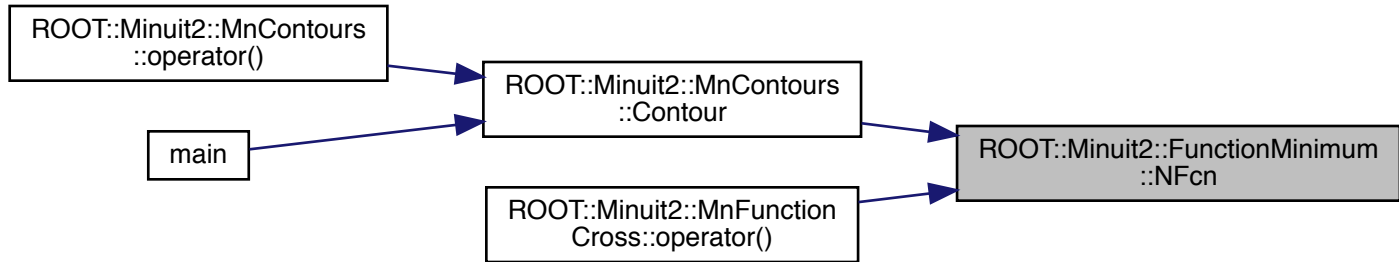 ROOT::Minuit2::MnContours
::operator()
main
ROOT::Minuit2::MnContours
::Contour
ROOT::Minuit2::MnFunction
Cross::operator()
ROOT::Minuit2::FunctionMinimum
::NFcn